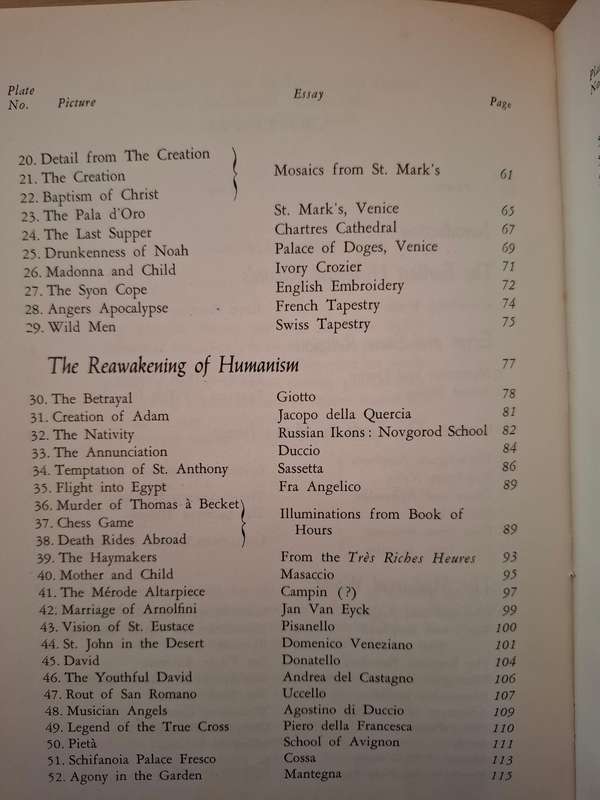 Plate No. Picture Essay Page
20. Detail from The Creation
21. The Creation Mosaics from St. Mark's 61
22. Baptism of Christ
23. The Pala d'Oro St. Mark's, Venice 65
24. The Last Supper Chartres Cathedral 67
25. Drunkenness of Noah Palace of Doges, Venice 69
26. Madonna and Child Ivory Crozier 71
27. The Syon Cope English Embroidery 72
28. Angers Apocalypse French Tapestry 74
29. Wild Men Swiss Tapestry 75
The Reawakening of Humanism 77
30. The Betrayal Giotto 78
31. Creation of Adam Jacopo della Quercia 81
32. The Nativity Russian Ikons: Novgorod School 82
33. The Annunciation Duccio 84
34. Temptation of St. Anthony Sassetta 86
35. Flight into Egypt Fra Angelico 89
36. Murder of Thomas à Becket
37. Chess Game Illuminations from Book of
38. Death Rides Abroad Hours 89
39. The Haymakers From the Très Riches Heures 93
40. Mother and Child Masaccio 95
41. The Mérode Altarpiece Campin (?) 97
42. Marriage of Arnolfini Jan Van Eyck 99
43. Vision of St. Eustace Pisanello 100
44. St. John in the Desert Domenico Veneziano 101
45. David Donatello 104
46. The Youthful David Andrea del Castagno 106
47. Rout of San Romano Uccello 107
48. Musician Angels Agostino di Duccio 109
49. Legend of the True Cross Piero della Francesca 110
50. Pietà School of Avignon 111
51. Schifanoia Palace Fresco Cossa 113
52. Agony in the Garden Mantegna 115